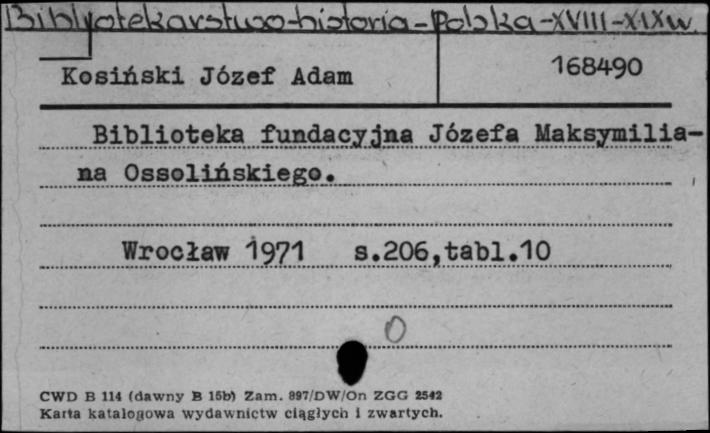 Bibljotekarstwo-historia-Polska-XVIII-XIXw.
Kosiński Józef Adam
168490
Biblioteka fundacyjna Józefa Maksymilia-
na Ossolińskiego.
Wrocław 1971 s.206,tabl.10
0
CWD B 114 (dawny B 15b) Zam. 897/DW/On ZGG 2542
Karta katalogowa wydawnictw ciągłych i zwartych.